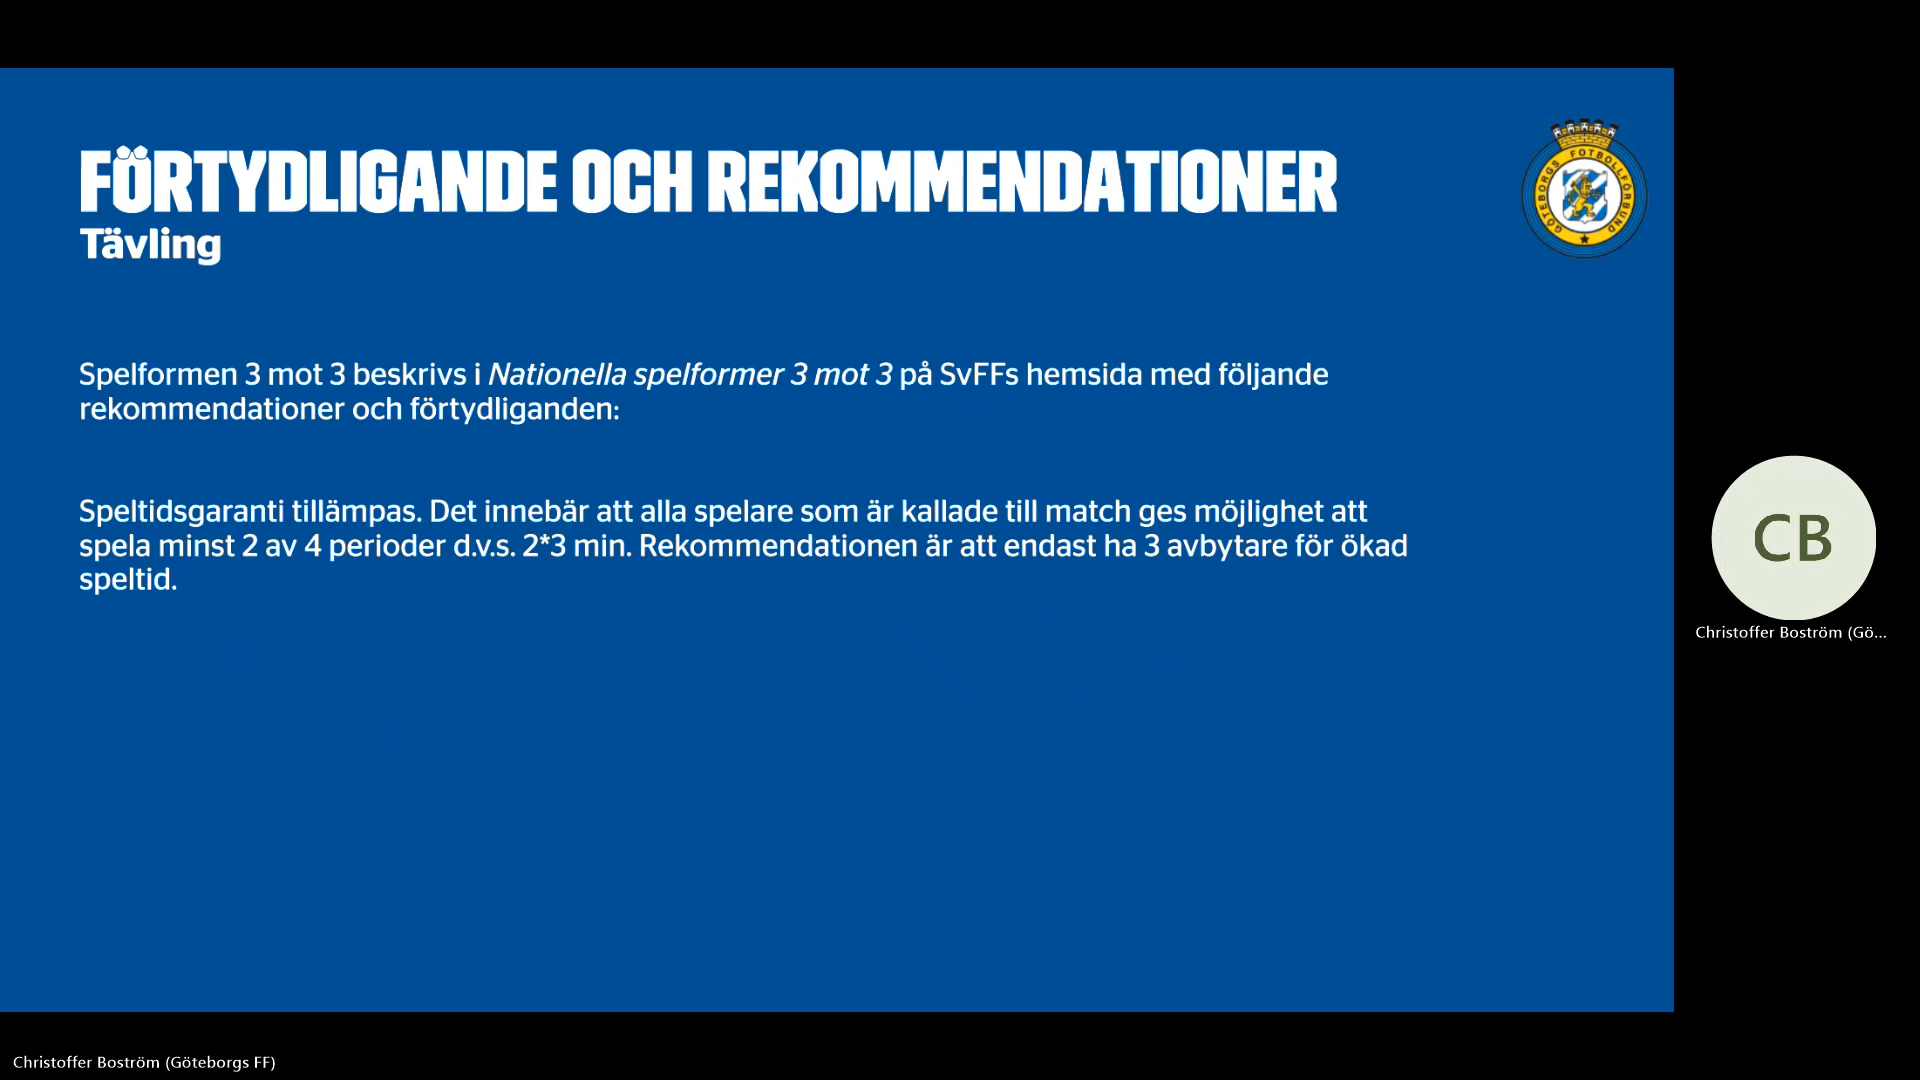 FÖRTYDLIGANDE OCH REKOMMENDATIONER
Tävling
GÖTEBORGS FOTBOLLFÖRBUND
Spelformen 3 mot 3 beskrivs i Nationella spelformer 3 mot 3 på SvFFs hemsida med följande
rekommendationer och förtydliganden:
Speltidsgaranti tillämpas. Det innebär att alla spelare som är kallade till match ges möjlighet att
spela minst 2 av 4 perioder d.v.s. 2*3 min. Rekommendationen är att endast ha 3 avbytare för ökad
speltid.
CB
Christoffer Boström (Gö...
Christoffer Boström (Göteborgs FF)